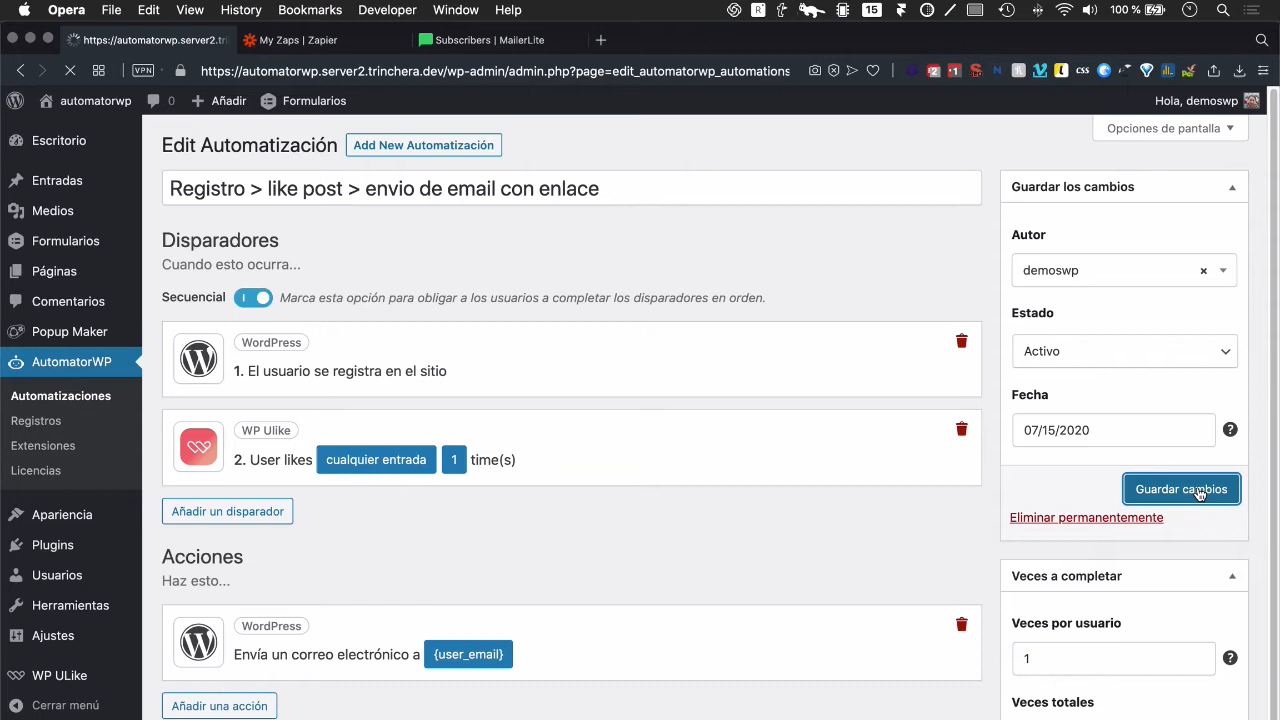 Opera File Edit View History Bookmarks Developer Window Help 15 100 %
https://automatorwp.server2.tri My Zaps | Zapier Subscribers | MailerLite
VPN https://automatorwp.server2.trinchera.dev/wp-admin/admin.php?page=edit_automatorwp_automations
automatorwp 0 Añadir Formularios Hola, demoswp
Opciones de pantalla
Escritorio
Entradas
Medios
Formularios
Páginas
Comentarios
Popup Maker
AutomatorWP
Automatizaciones
Registros
Extensiones
Licencias
Apariencia
Plugins
Usuarios
Herramientas
Ajustes
WP ULike
Cerrar menú
Edit Automatización Add New Automatización
Registro > like post > envio de email con enlace
Disparadores
Cuando esto ocurra...
Secuencial Marca esta opción para obligar a los usuarios a completar los disparadores en orden.
WordPress
1. El usuario se registra en el sitio
WP Ulike
2. User likes cualquier entrada 1 time(s)
Añadir un disparador
Acciones
Haz esto...
WordPress
Envía un correo electrónico a {user_email}
Añadir una acción
Guardar los cambios
Autor
demoswp ×
Estado
Activo
Fecha
07/15/2020 ?
Guardar cambios
Eliminar permanentemente
Veces a completar
Veces por usuario
1 ?
Veces totales